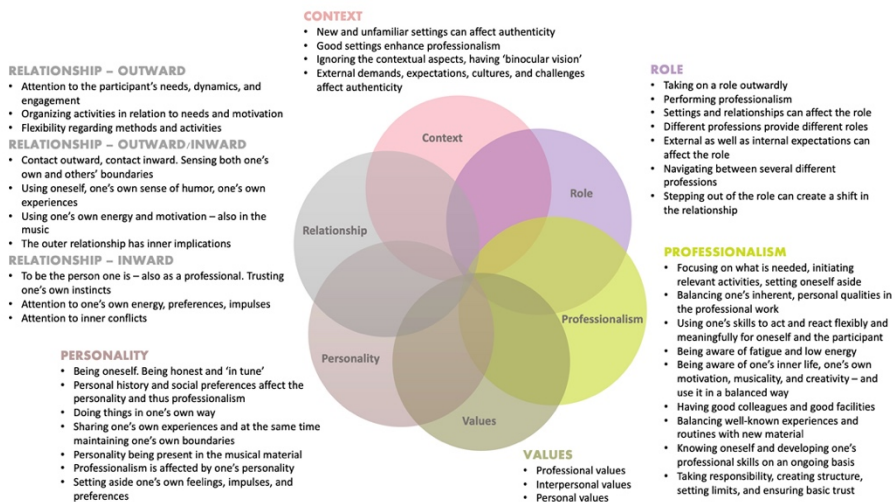 CONTEXT
• New and unfamiliar settings can affect authenticity
• Good settings enhance professionalism
• Ignoring the contextual aspects, having ‘binocular vision’
• External demands, expectations, cultures, and challenges
affect authenticity
RELATIONSHIP – OUTWARD
• Attention to the participant’s needs, dynamics, and
engagement
• Organizing activities in relation to needs and motivation
• Flexibility regarding methods and activities
RELATIONSHIP – OUTWARD/INWARD
• Contact outward, contact inward. Sensing both one’s
own and others’ boundaries
• Using oneself, one’s own sense of humor, one’s own
experiences
• Using one’s own energy and motivation – also in the
music
• The outer relationship has inner implications
RELATIONSHIP – INWARD
• To be the person one is – also as a professional. Trusting
one’s own instincts
• Attention to one’s own energy, preferences, impulses
• Attention to inner conflicts
PERSONALITY
• Being oneself. Being honest and ‘in tune’
• Personal history and social preferences affect the
personality and thus professionalism
• Doing things in one’s own way
• Sharing one’s own experiences and at the same time
maintaining one’s own boundaries
• Personality being present in the musical material
• Professionalism is affected by one’s personality
• Setting aside one’s own feelings, impulses, and
preferences
Context
Role
Relationship
Professionalism
Personality
Values
ROLE
• Taking on a role outwardly
• Performing professionalism
• Settings and relationships can affect the role
• Different professions provide different roles
• External as well as internal expectations can
affect the role
• Navigating between several different
professions
• Stepping out of the role can create a shift in
the relationship
PROFESSIONALISM
• Focusing on what is needed, initiating
relevant activities, setting oneself aside
• Balancing one’s inherent, personal qualities in
the professional work
• Using one’s skills to act and react flexibly and
meaningfully for oneself and the participant
• Being aware of fatigue and low energy
• Being aware of one’s inner life, one’s own
motivation, musicality, and creativity – and
use it in a balanced way
• Having good colleagues and good facilities
• Balancing well-known experiences and
routines with new material
• Knowing oneself and developing one’s
professional skills on an ongoing basis
• Taking responsibility, creating structure,
setting limits, and ensuring basic trust
VALUES
• Professional values
• Interpersonal values
• Personal values